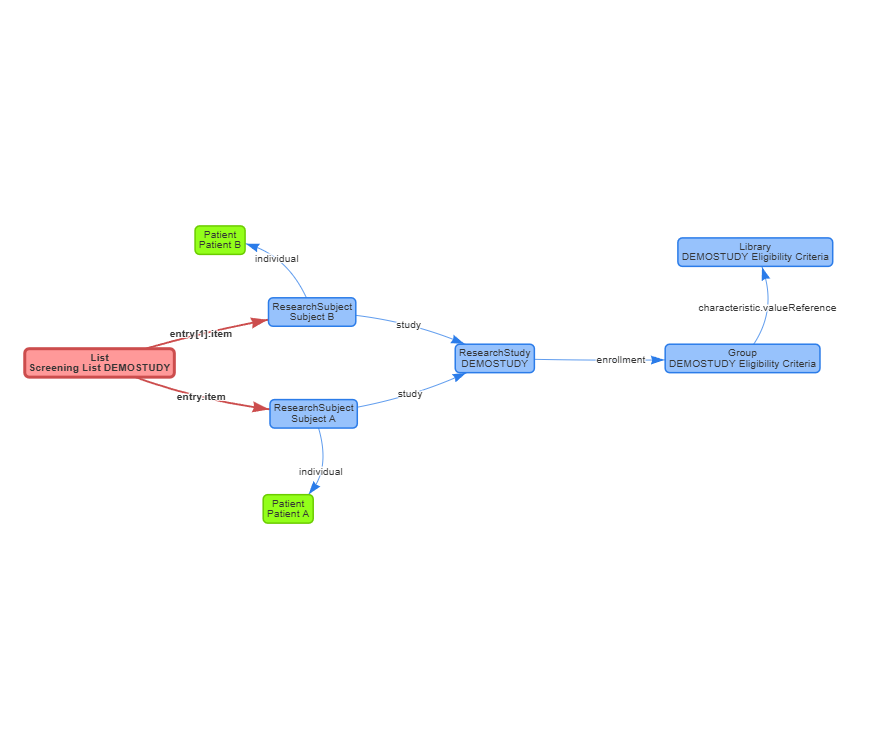 Patient
Patient B
individual
Library
DEMOSTUDY Eligibility Criteria
characteristic.valueReference
ResearchSubject
Subject B
study
entry[1].item
List
Screening List DEMOSTUDY
ResearchStudy
DEMOSTUDY
enrollment
Group
DEMOSTUDY Eligibility Criteria
entry.item
study
ResearchSubject
Subject A
individual
Patient
Patient A